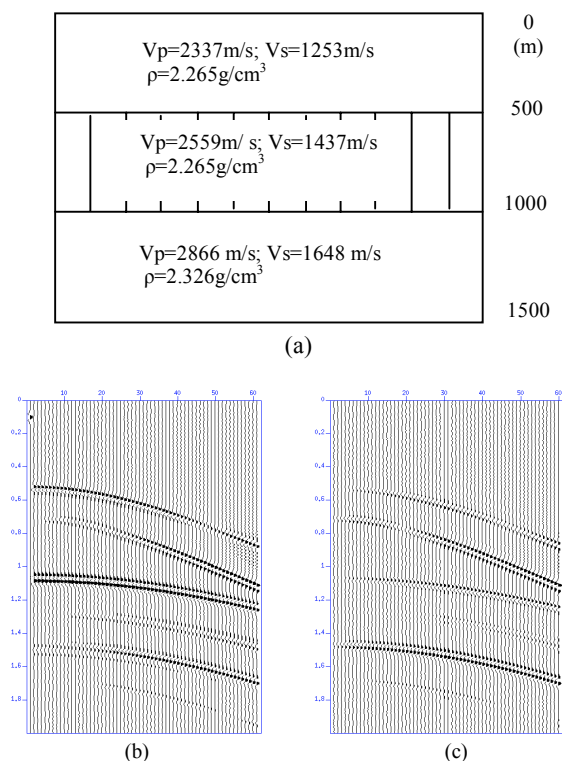 0
(m)
Vp=2337m/s; Vs=1253m/s
ρ=2.265g/cm³
500
Vp=2559m/ s; Vs=1437m/s
ρ=2.265g/cm³
1000
Vp=2866 m/s; Vs=1648 m/s
ρ=2.326g/cm³
1500
(a)
10 20 30 40 50 60
0
0.2
0.4
0.6
0.8
1
1.2
1.4
1.6
1.8
(b)
10 20 30 40 50 60
0
0.2
0.4
0.6
0.8
1
1.2
1.4
1.6
1.8
(c)